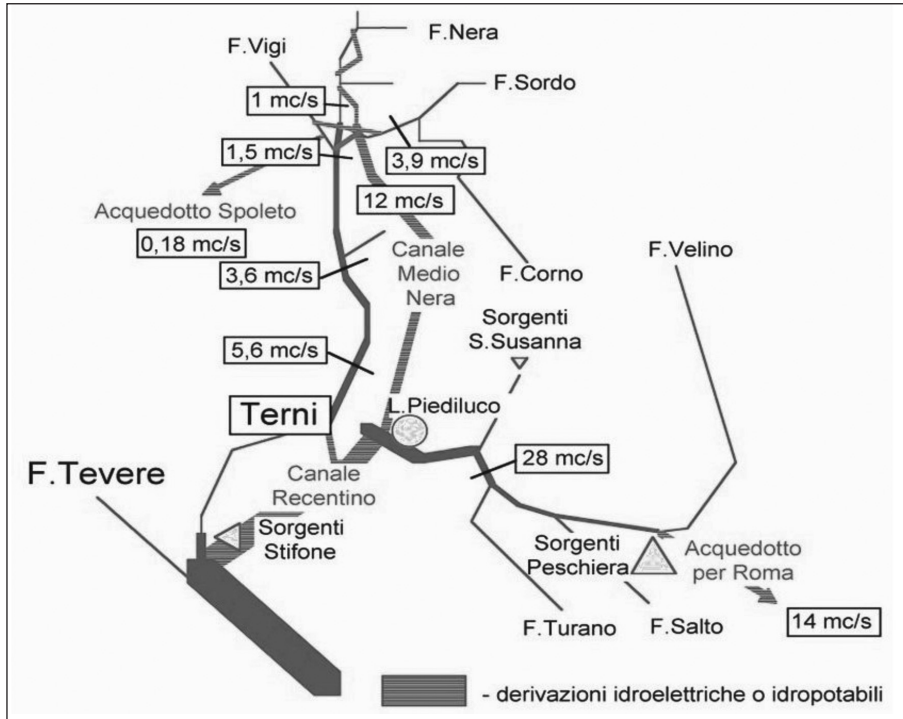 F.Nera
F.Vigi
F.Sordo
1 mc/s
1,5 mc/s
3,9 mc/s
12 mc/s
Acquedotto Spoleto
0,18 mc/s
Canale
Medio
Nera
F.Corno
F.Velino
3,6 mc/s
Sorgenti
S.Susanna
5,6 mc/s
Terni
L.Piediluco
28 mc/s
F.Tevere
Canale
Recentino
Sorgenti
Stifone
Sorgenti
Peschiera
Acquedotto
per Roma
F.Turano
F.Salto
14 mc/s
- derivazioni idroelettriche o idropotabili